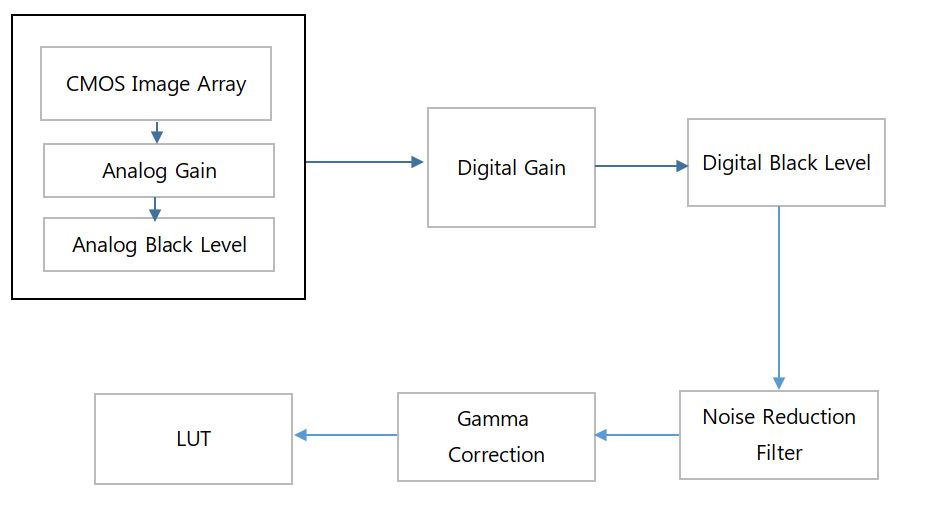 CMOS Image Array
Analog Gain
Analog Black Level
Digital Gain
Digital Black Level
Noise Reduction
Filter
Gamma
Correction
LUT